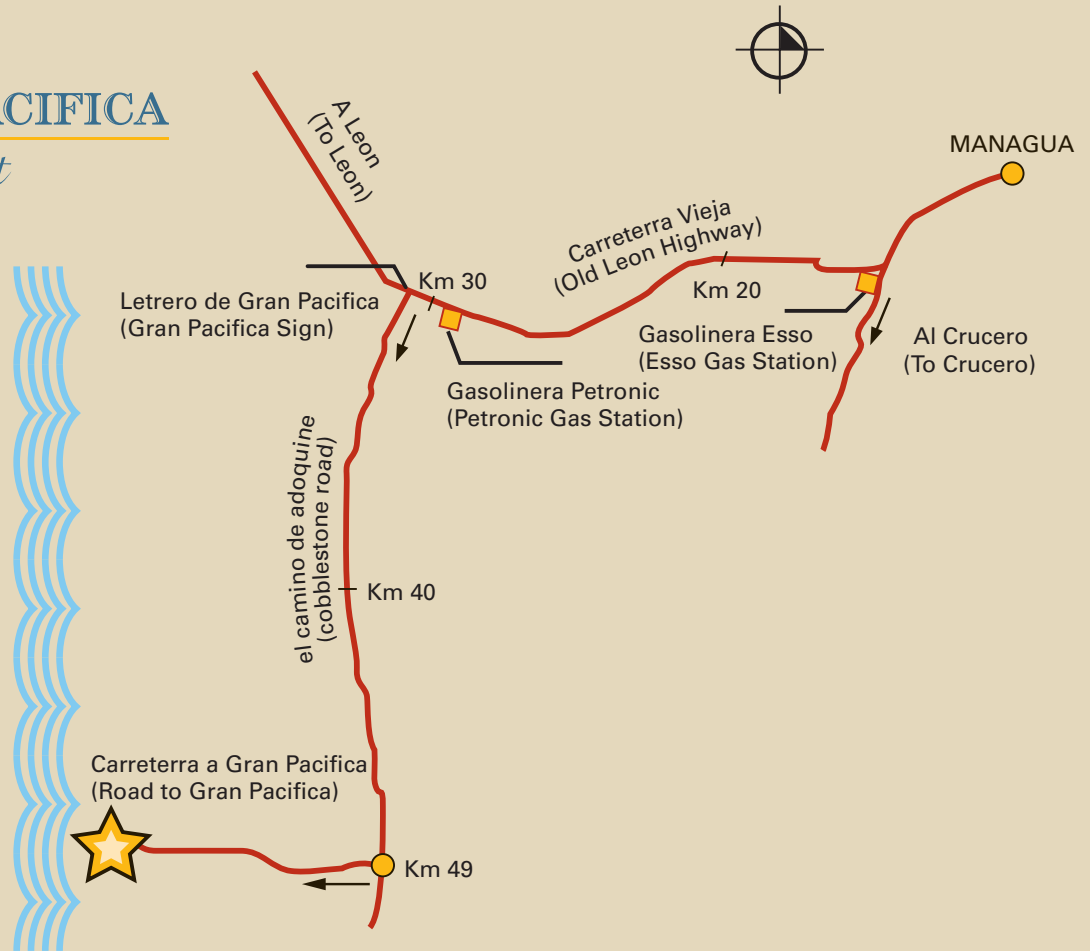 MANAGUA
A Leon
(To Leon)
Carreterra Vieja
(Old Leon Highway)
Km 30
Km 20
Letrero de Gran Pacifica
(Gran Pacifica Sign)
Gasolinera Esso
(Esso Gas Station)
Al Crucero
(To Crucero)
Gasolinera Petronic
(Petronic Gas Station)
el camino de adoquine
(cobblestone road)
Km 40
Carreterra a Gran Pacifica
(Road to Gran Pacifica)
Km 49